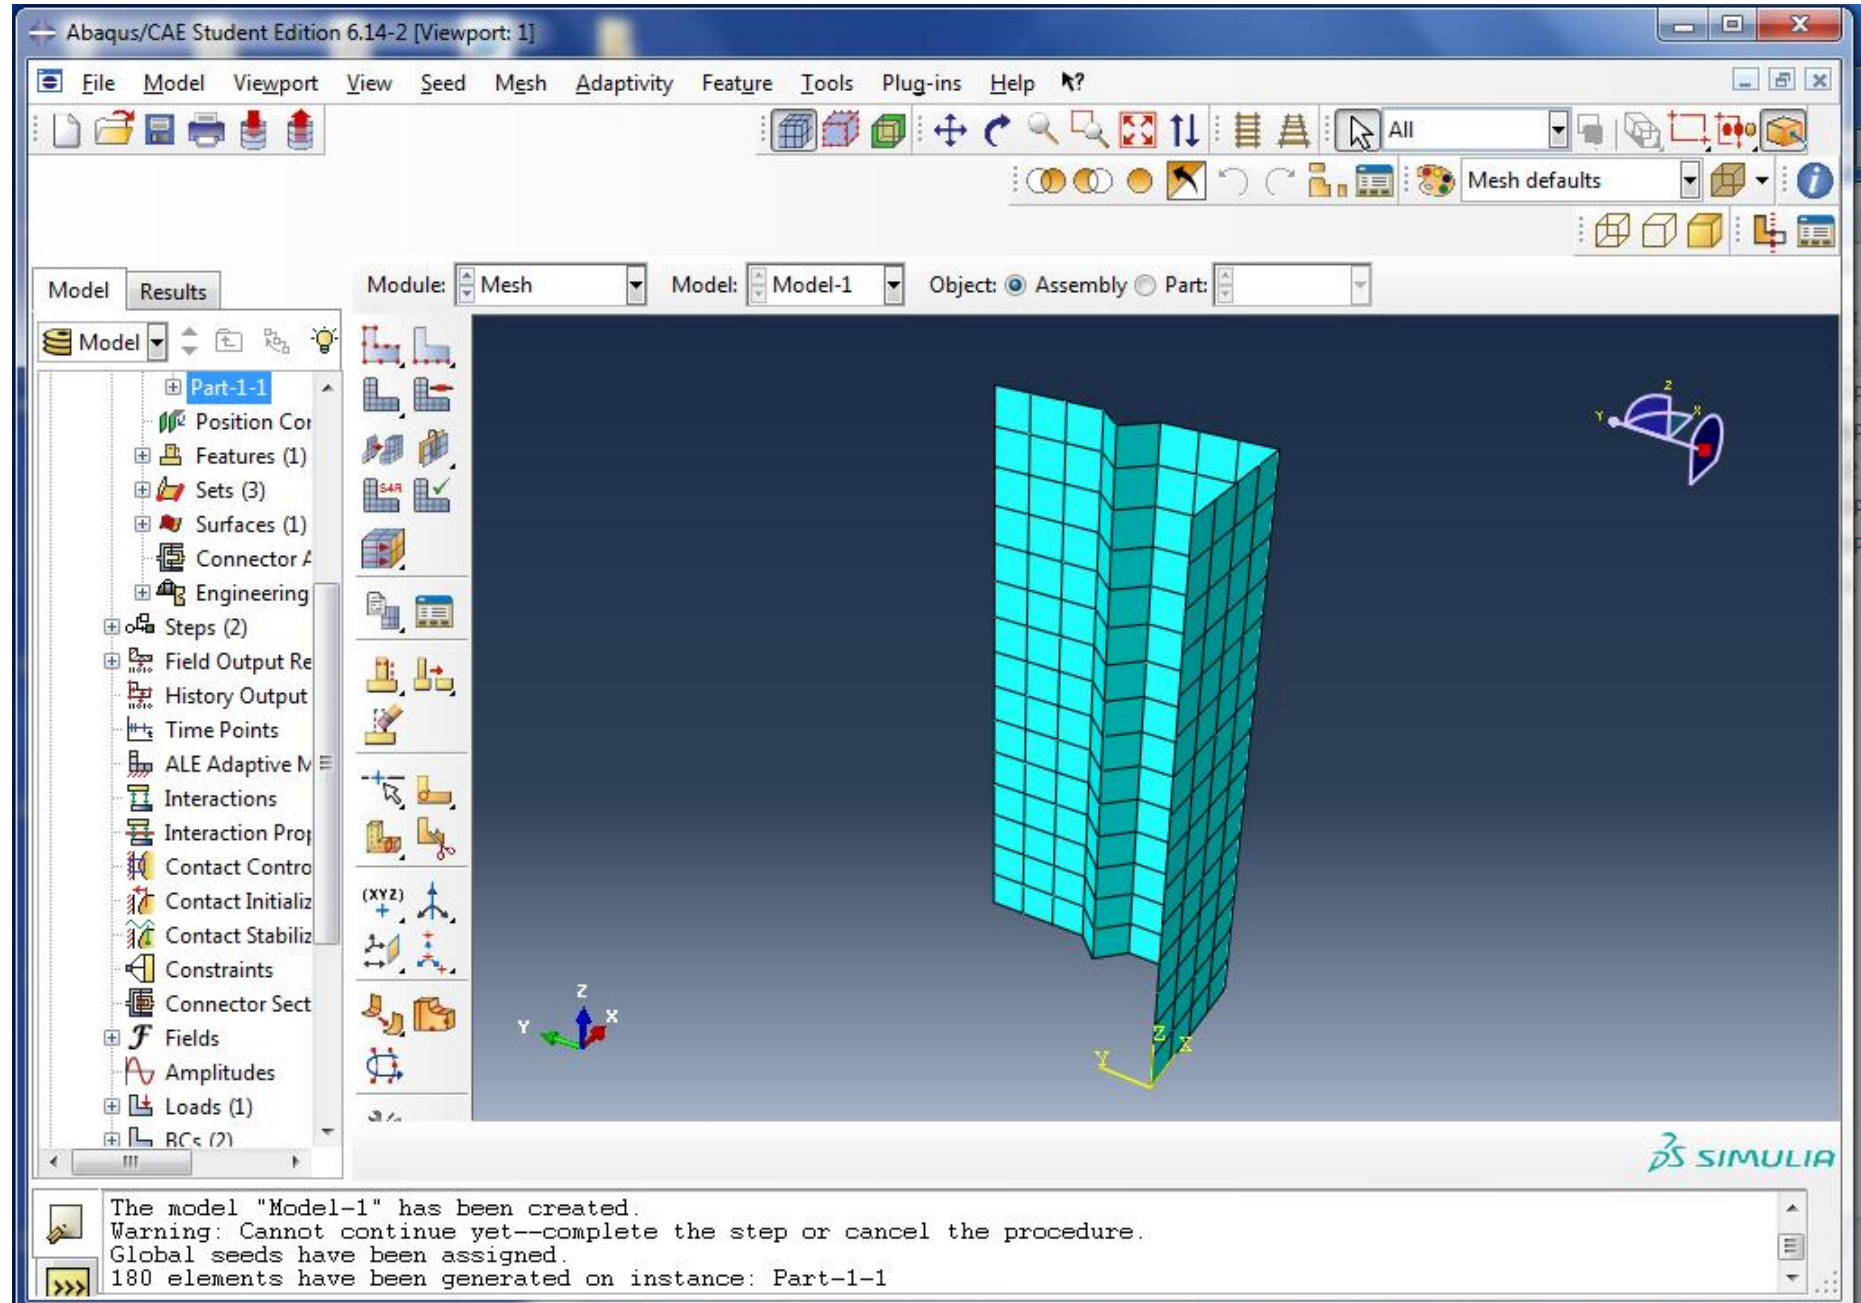 Abaqus/CAE Student Edition 6.14-2 [Viewport: 1]
File Model Viewport View Seed Mesh Adaptivity Feature Tools Plug-ins Help ?
All
Mesh defaults
i
Model Results
Module: Mesh Model: Model-1 Object: Assembly Part:
Model
Part-1-1
Position Cor
Features (1)
Sets (3)
Surfaces (1)
Connector A
Engineering
Steps (2)
Field Output Re
History Output
Time Points
ALE Adaptive M
Interactions
Interaction Prop
Contact Contro
Contact Initializ
Contact Stabiliz
Constraints
Connector Sect
Fields
Amplitudes
Loads (1)
BCs (2)
S4R
(XYZ)
Z
Y X
Z
Y X
Z
Y X
SIMULIA
The model "Model-1" has been created.
Warning: Cannot continue yet--complete the step or cancel the procedure.
Global seeds have been assigned.
180 elements have been generated on instance: Part-1-1
>>>